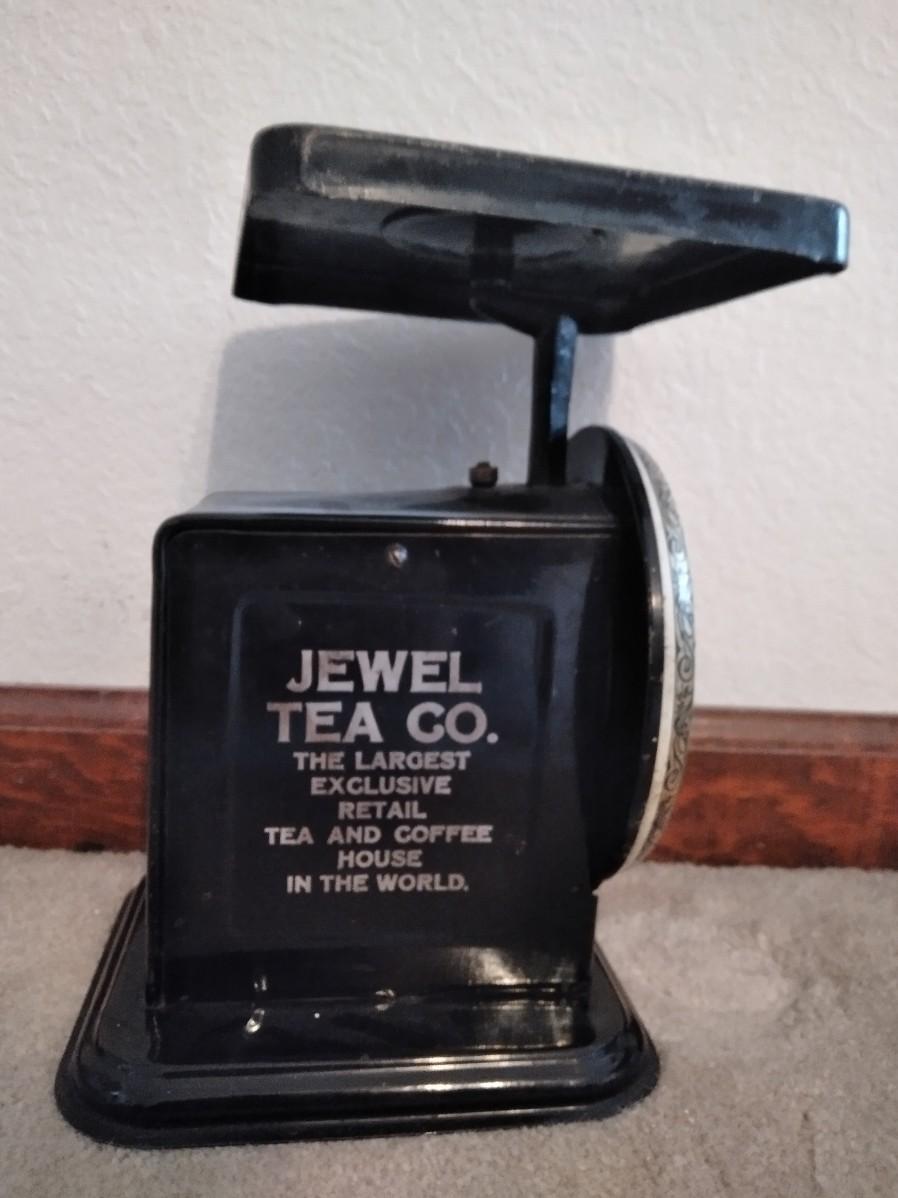 JEWEL
TEA CO.
THE LARGEST
EXCLUSIVE
RETAIL
TEA AND COFFEE
HOUSE
IN THE WORLD.